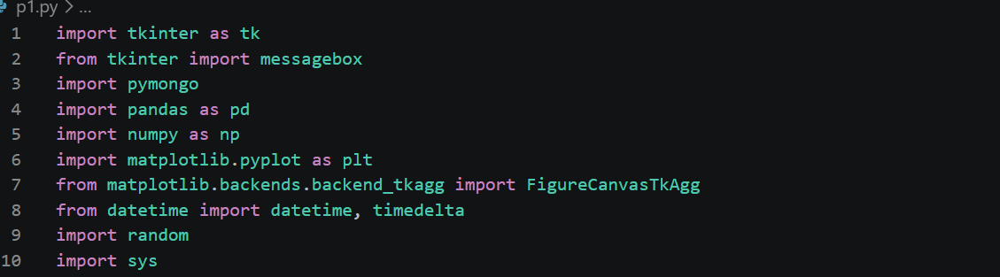 p1.py > ...
1 import tkinter as tk
2 from tkinter import messagebox
3 import pymongo
4 import pandas as pd
5 import numpy as np
6 import matplotlib.pyplot as plt
7 from matplotlib.backends.backend_tkagg import FigureCanvasTkAgg
8 from datetime import datetime, timedelta
9 import random
10 import sys